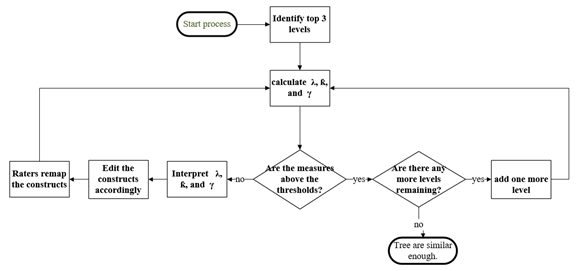 Start process
Identify top 3
levels
calculate λ, ƙ,
and γ
Raters remap
the constructs
Edit the
constructs
accordingly
Interpret λ,
ƙ, and γ
no
Are the measures
above the
thresholds?
yes
Are there any
more levels
remaining?
yes
add one more
level
no
Tree are similar
enough.